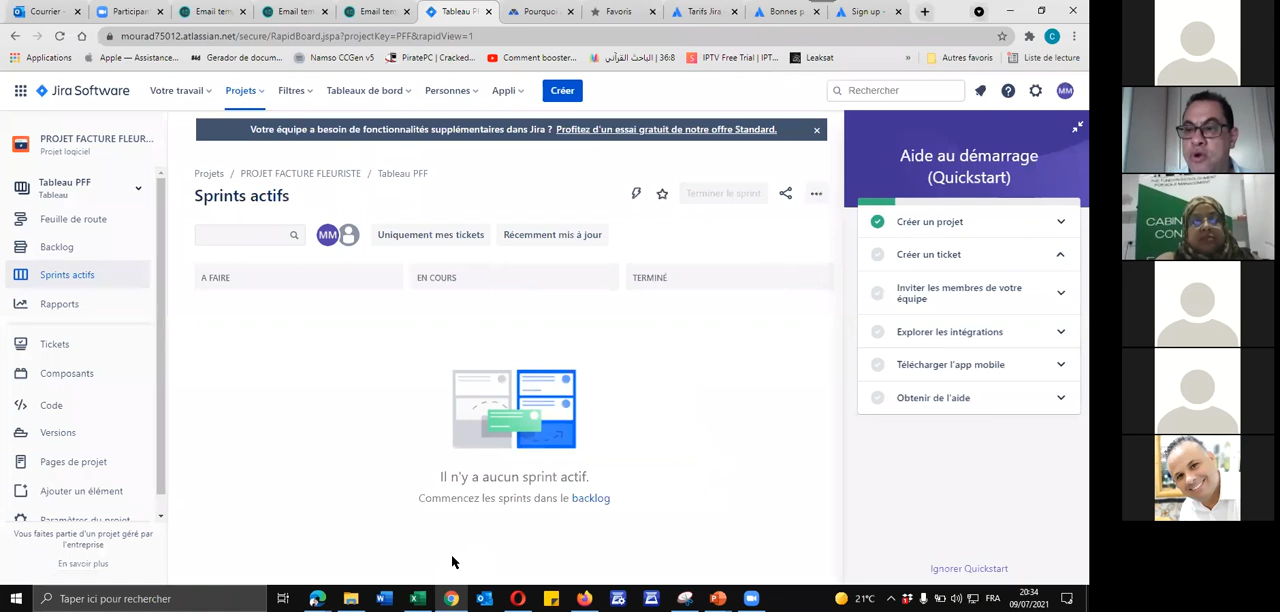 Courrier -
Participant
Email tem
Email tem
Email tem
Tableau PF
Pourquo
Favoris
Tarifs Jira
Bonnes p
Sign up -
mourad75012.atlassian.net/secure/RapidBoard.jspa?projectKey=PFF&rapidView=1
Applications
Apple — Assistance...
Gerador de docum...
Namso CCGen v5
PiratePC | Cracked...
Comment booster...
36:8 | الباحث القرآني
IPTV Free Trial | IPT...
Leaksat
»
Autres favoris
Liste de lecture
Jira Software
Votre travail
Projets
Filtres
Tableaux de bord
Personnes
Appli
Créer
Rechercher
MM
PROJET FACTURE FLEUR...
Projet logiciel
Tableau PFF
Tableau
Feuille de route
Backlog
Sprints actifs
Rapports
Tickets
Composants
Code
Versions
Pages de projet
Ajouter un élément
Paramètres du projet
Vous faites partie d'un projet géré par
l'entreprise
En savoir plus
Votre équipe a besoin de fonctionnalités supplémentaires dans Jira ? Profitez d'un essai gratuit de notre offre Standard.
Projets / PROJET FACTURE FLEURISTE / Tableau PFF
Sprints actifs
Terminer le sprint
MM
Uniquement mes tickets
Récemment mis à jour
A FAIRE
EN COURS
TERMINÉ
Il n'y a aucun sprint actif.
Commencez les sprints dans le backlog
Aide au démarrage
(Quickstart)
Créer un projet
Créer un ticket
Inviter les membres de votre
équipe
Explorer les intégrations
Télécharger l'app mobile
Obtenir de l'aide
Ignorer Quickstart
CABIN
CON
Taper ici pour rechercher
21°C
FRA
20:34
09/07/2021